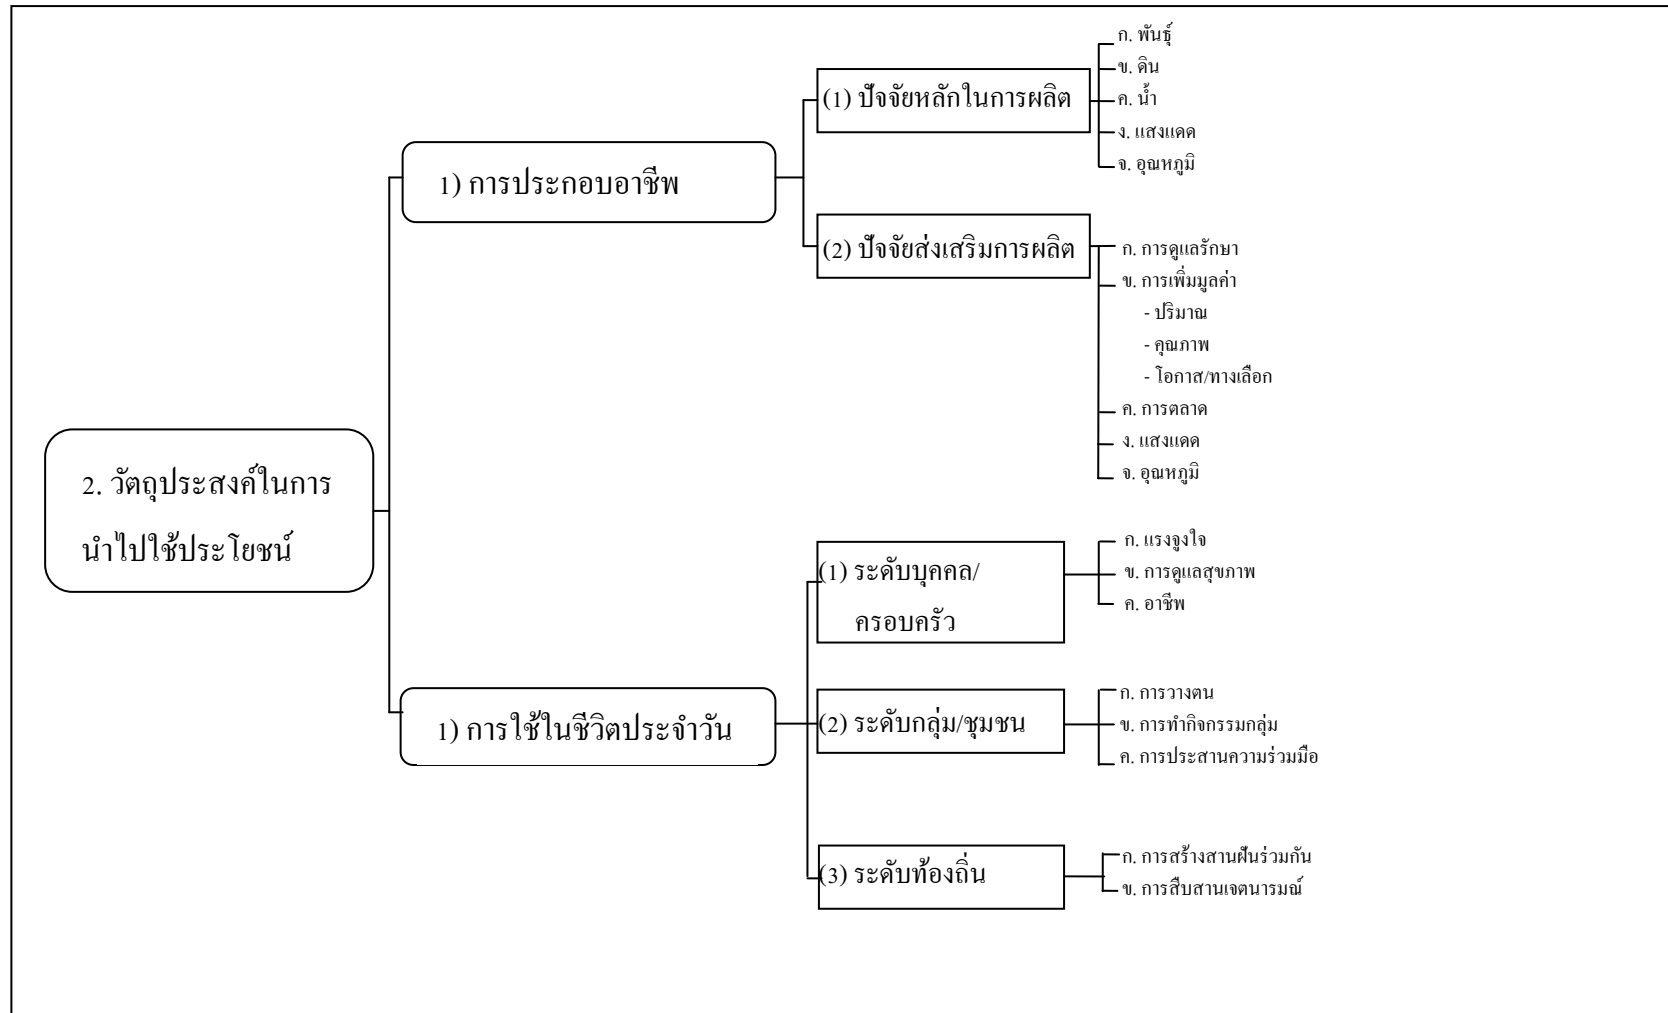 2. วัตถุประสงค์ในการ
นำไปใช้ประโยชน์
1) การประกอบอาชีพ
(1) ปัจจัยหลักในการผลิต
ก. พันธุ์
ข. ดิน
ค. น้ำ
ง. แสงแดด
จ. อุณหภูมิ
(2) ปัจจัยส่งเสริมการผลิต
ก. การดูแลรักษา
ข. การเพิ่มมูลค่า
- ปริมาณ
- คุณภาพ
- โอกาส/ทางเลือก
ค. การตลาด
ง. แสงแดด
จ. อุณหภูมิ
1) การใช้ในชีวิตประจำวัน
(1) ระดับบุคคล/
ครอบครัว
ก. แรงจูงใจ
ข. การดูแลสุขภาพ
ค. อาชีพ
(2) ระดับกลุ่ม/ชุมชน
ก. การวางตน
ข. การทำกิจกรรมกลุ่ม
ค. การประสานความร่วมมือ
(3) ระดับท้องถิ่น
ก. การสร้างสานฝันร่วมกัน
ข. การสืบสานเจตนารมณ์